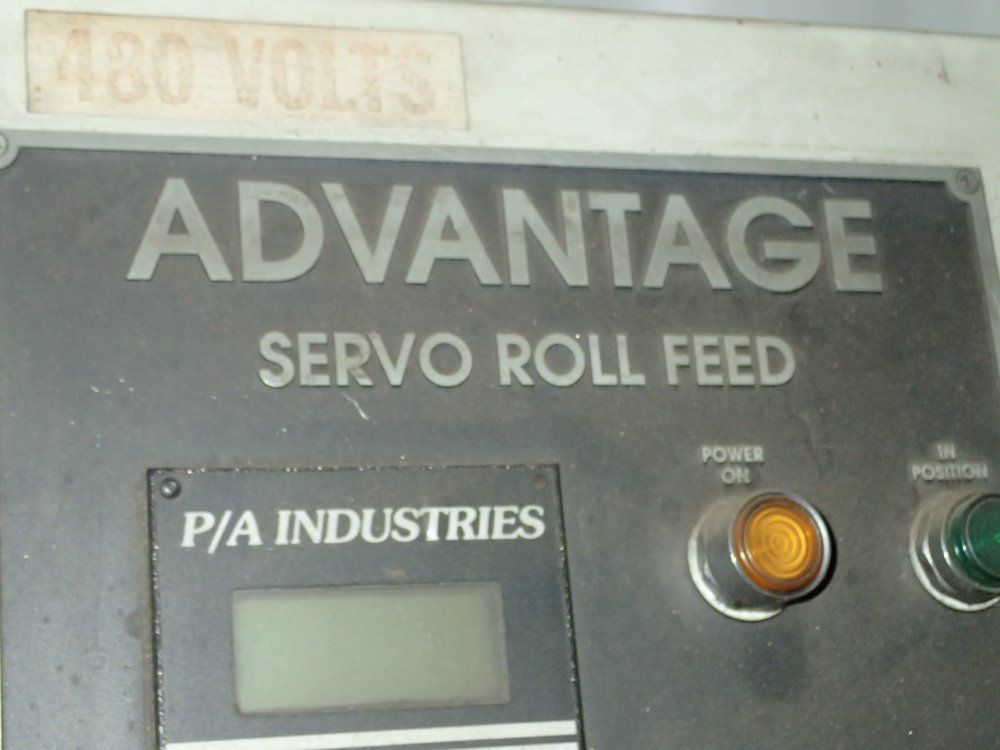 480 VOLTS
ADVANTAGE
SERVO ROLL FEED
POWER
ON
IN
POSITION
P/A INDUSTRIES